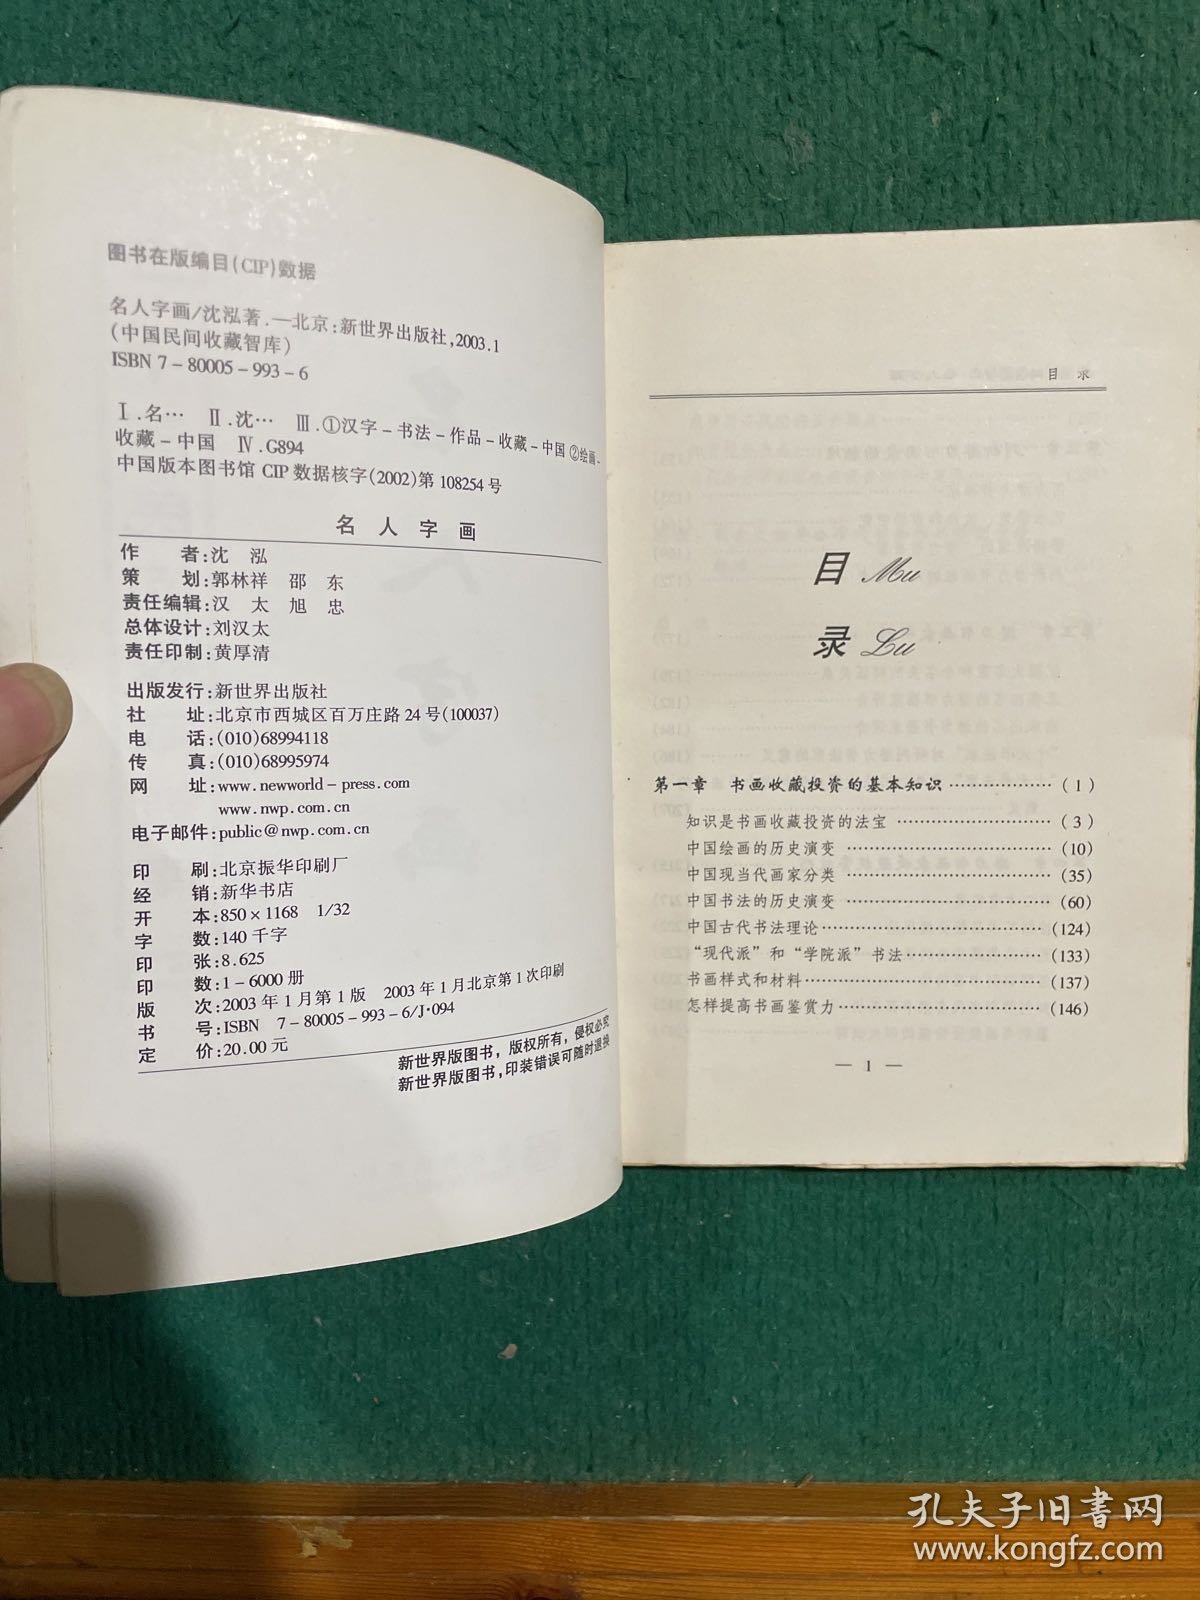 图书在版编目(CIP)数据
名人字画/沈泓著.—北京:新世界出版社,2003.1
(中国民间收藏智库)
ISBN 7-80005-993-6
Ⅰ.名… Ⅱ.沈… Ⅲ.①汉字-书法-作品-收藏-中国②绘画-
收藏-中国 Ⅳ.G894
中国版本图书馆CIP数据核字(2002)第108254号
名人字画
作 者:沈 泓
策 划:郭林祥 邵 东
责任编辑:汉 太 旭 忠
总体设计:刘汉太
责任印制:黄厚清
出版发行:新世界出版社
社 址:北京市西城区百万庄路24号(100037)
电 话:(010)68994118
传 真:(010)68995974
网 址:www.newworld-press.com
www.nwp.com.cn
电子邮件:public@nwp.com.cn
印 刷:北京振华印刷厂
经 销:新华书店
开 本:850×1168 1/32
字 数:140千字
印 张:8.625
印 数:1-6000册
版 次:2003年1月第1版 2003年1月北京第1次印刷
书 号:ISBN 7-80005-993-6/J·094
定 价:20.00元
新世界版图书,版权所有,侵权必究
新世界版图书,印装错误可随时退换
目 录
目 Mu
录 Lu
第一章 书画收藏投资的基本知识………………(1)
知识是书画收藏投资的法宝………………(3)
中国绘画的历史演变………………(10)
中国现当代画家分类………………(35)
中国书法的历史演变………………(60)
中国古代书法理论………………(124)
“现代派”和“学院派”书法………………(133)
书画样式和材料………………(137)
怎样提高书画鉴赏力………………(146)
— 1 —
孔夫子旧书网
www.kongfz.com